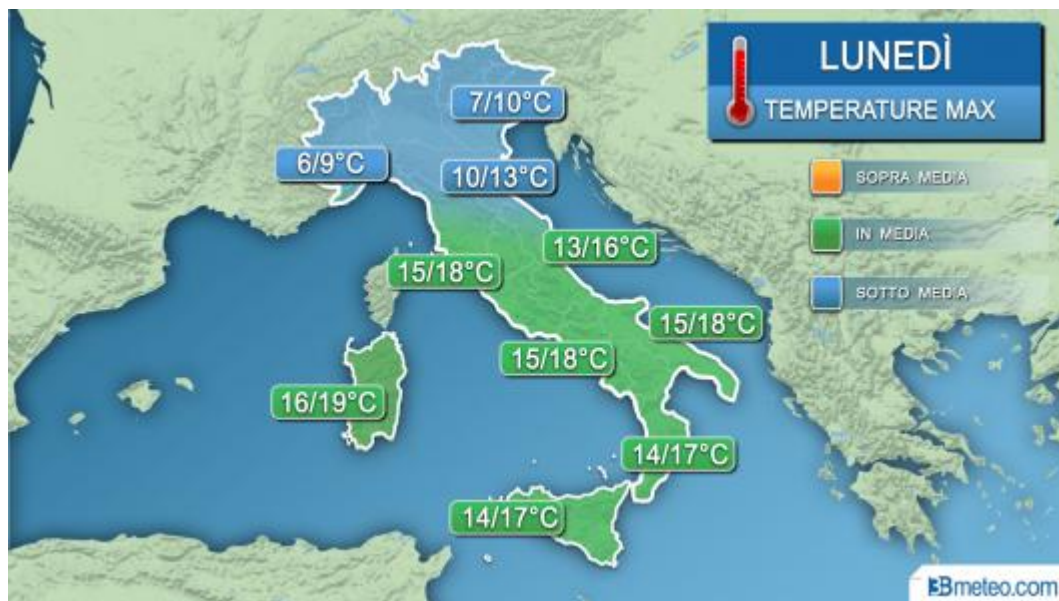 LUNEDÌ
TEMPERATURE MAX
7/10°C
6/9°C
10/13°C
SOPRA MEDIA
IN MEDIA
SOTTO MEDIA
13/16°C
15/18°C
15/18°C
15/18°C
16/19°C
14/17°C
14/17°C
3Bmeteo.com